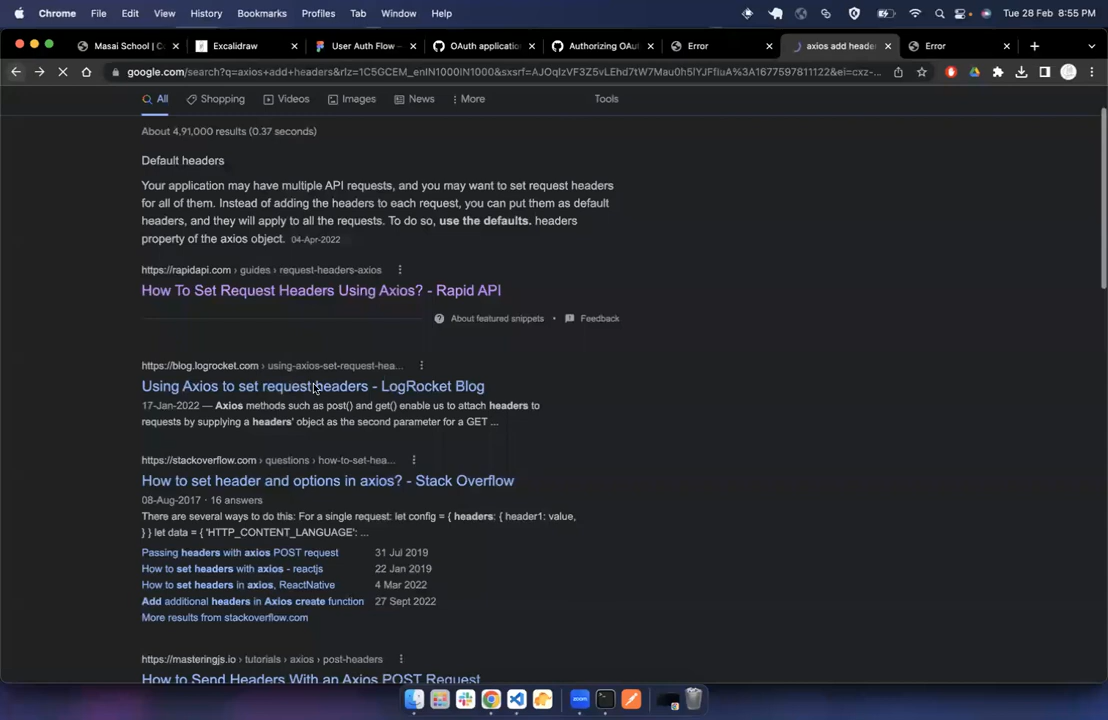 Chrome File Edit View History Bookmarks Profiles Tab Window Help Tue 28 Feb 8:55 PM
Masai School | C Excalidraw User Auth Flow - OAuth applicatio Authorizing OAu Error axios add header Error
google.com/search?q=axios+add+headers&rlz=1C5GCEM_enIN1000IN1000&sxsrf=
All Shopping Videos Images News More Tools
About 4,91,000 results (0.37 seconds)
Default headers
Your application may have multiple API requests, and you may want to set request headers
for all of them. Instead of adding the headers to each request, you can put them as default
headers, and they will apply to all the requests. To do so, use the defaults. headers
property of the axios object. 04-Apr-2022
https://rapidapi.com › guides › request-headers-axios
How To Set Request Headers Using Axios? - Rapid API
About featured snippets • Feedback
https://blog.logrocket.com › using-axios-set-request-hea...
Using Axios to set request headers - LogRocket Blog
17-Jan-2022 — Axios methods such as post() and get() enable us to attach headers to
requests by supplying a headers' object as the second parameter for a GET ...
https://stackoverflow.com › questions › how-to-set-hea...
How to set header and options in axios? - Stack Overflow
08-Aug-2017 · 16 answers
There are several ways to do this: For a single request: let config = { headers: { header1: value,
} } let data = { 'HTTP_CONTENT_LANGUAGE': ...
Passing headers with axios POST request 31 Jul 2019
How to set headers with axios - reactjs 22 Jan 2019
How to set headers in axios, ReactNative 4 Mar 2022
Add additional headers in Axios create function 27 Sept 2022
More results from stackoverflow.com
https://masteringjs.io › tutorials › axios › post-headers
How to Send Headers With an Axios POST Request
zoom